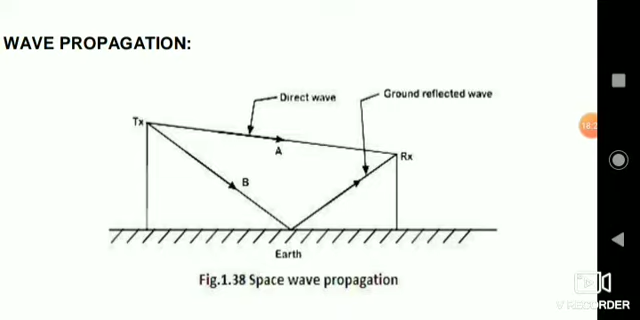 WAVE PROPAGATION:
Direct wave
Ground reflected wave
Tx
A
Rx
B
Earth
Fig.1.38 Space wave propagation
V RECORDER